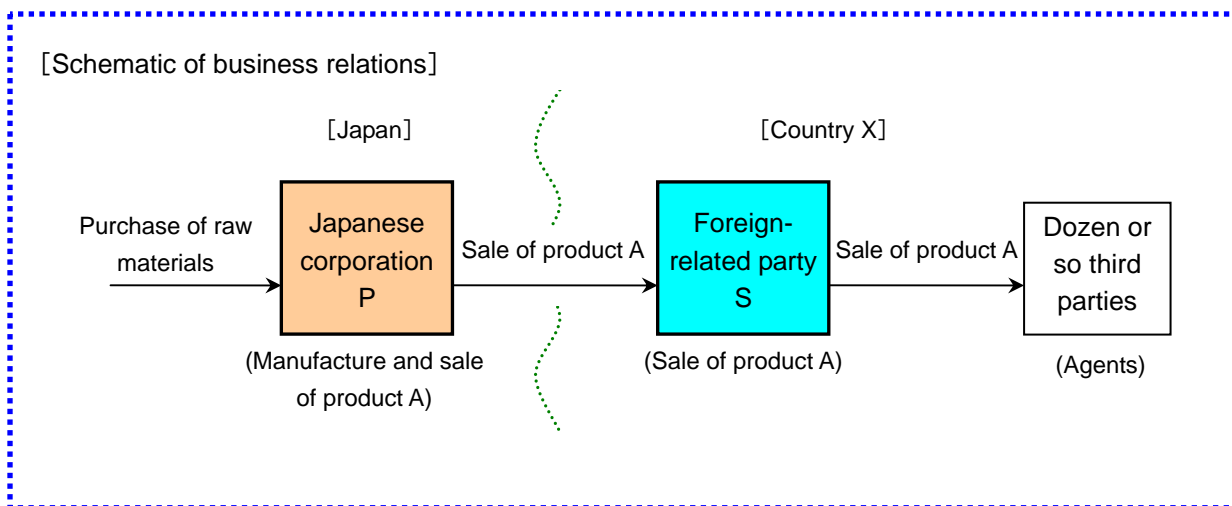 ［Schematic of business relations］
［Japan］
［Country X］
Purchase of raw
materials
Japanese
corporation
P
Sale of product A
Foreign-
related party
S
Sale of product A
Dozen or
so third
parties
(Manufacture and sale
of product A)
(Sale of product A)
(Agents)